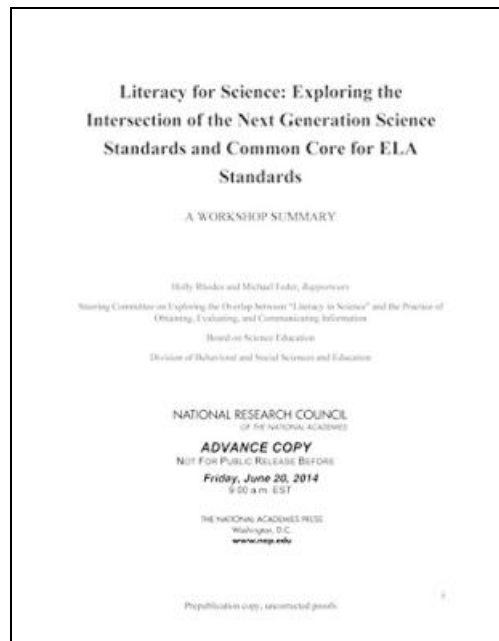 Literacy for Science: Exploring the
Intersection of the Next Generation Science
Standards and Common Core for ELA
Standards
A WORKSHOP SUMMARY
Holly Rhodes and Michael Feder, Rapporteurs
Steering Committee on Exploring the Overlap between "Literacy in Science" and the Practice of
Obtaining, Evaluating, and Communicating Information
Board on Science Education
Division of Behavioral and Social Sciences and Education
NATIONAL RESEARCH COUNCIL
OF THE NATIONAL ACADEMIES
ADVANCE COPY
NOT FOR PUBLIC RELEASE BEFORE
Friday, June 20, 2014
9:00 a.m. EST
THE NATIONAL ACADEMIES PRESS
Washington, D.C.
www.nap.edu
Prepublication copy, uncorrected proofs